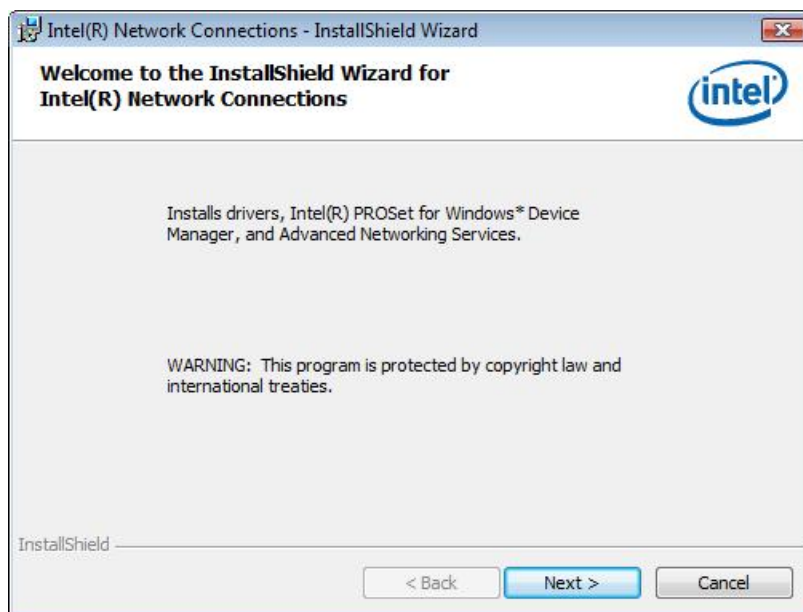 Intel(R) Network Connections - InstallShield Wizard
Welcome to the InstallShield Wizard for
Intel(R) Network Connections
intel
Installs drivers, Intel(R) PROSet for Windows* Device
Manager, and Advanced Networking Services.
WARNING:  This program is protected by copyright law and
international treaties.
InstallShield
< Back
Next >
Cancel